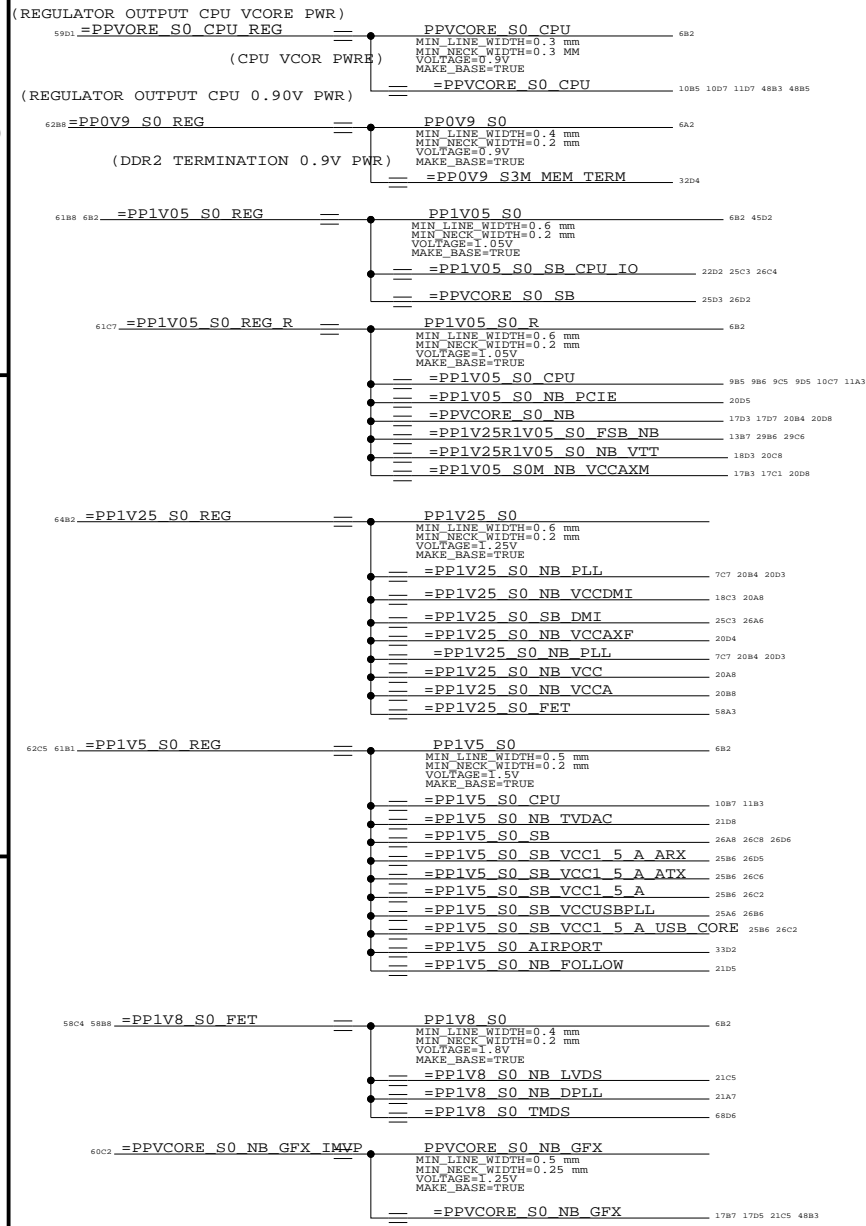 (REGULATOR OUTPUT CPU VCORE PWR)
59D1 =PPVORE_S0_CPU_REG PPVCORE_S0_CPU 6B2
MIN_LINE_WIDTH=0.3 mm
MIN_NECK_WIDTH=0.3 MM
VOLTAGE=0.9V
MAKE_BASE=TRUE
(CPU VCOR PWRE)
=PPVCORE_S0_CPU 10B5 10D7 11D7 48B3 48B5
(REGULATOR OUTPUT CPU 0.90V PWR)
62B8 =PP0V9_S0_REG PP0V9_S0 6A2
MIN_LINE_WIDTH=0.4 mm
MIN_NECK_WIDTH=0.2 mm
VOLTAGE=0.9V
MAKE_BASE=TRUE
(DDR2 TERMINATION 0.9V PWR)
=PP0V9_S3M_MEM_TERM 32D4
61B8 6B2 =PP1V05_S0_REG PP1V05_S0 6B2 45D2
MIN_LINE_WIDTH=0.6 mm
MIN_NECK_WIDTH=0.2 mm
VOLTAGE=1.05V
MAKE_BASE=TRUE
=PP1V05_S0_SB_CPU_IO 22D2 25C3 26C4
=PPVCORE_S0_SB 25D3 26D2
61C7 =PP1V05_S0_REG_R PP1V05_S0_R 6B2
MIN_LINE_WIDTH=0.6 mm
MIN_NECK_WIDTH=0.2 mm
VOLTAGE=1.05V
MAKE_BASE=TRUE
=PP1V05_S0_CPU 9B5 9B6 9C5 9D5 10C7 11A3
=PP1V05_S0_NB_PCIE 20D5
=PPVCORE_S0_NB 17D3 17D7 20B4 20D8
=PP1V25R1V05_S0_FSB_NB 13B7 29B6 29C6
=PP1V25R1V05_S0_NB_VTT 18D3 20C8
=PP1V05_S0M_NB_VCCAXM 17B3 17C1 20D8
64B2 =PP1V25_S0_REG PP1V25_S0
MIN_LINE_WIDTH=0.6 mm
MIN_NECK_WIDTH=0.2 mm
VOLTAGE=1.25V
MAKE_BASE=TRUE
=PP1V25_S0_NB_PLL 7C7 20B4 20D3
=PP1V25_S0_NB_VCCDMI 18C3 20A8
=PP1V25_S0_SB_DMI 25C3 26A6
=PP1V25_S0_NB_VCCAXF 20D4
=PP1V25_S0_NB_PLL 7C7 20B4 20D3
=PP1V25_S0_NB_VCC 20A8
=PP1V25_S0_NB_VCCA 20B8
=PP1V25_S0_FET 58A3
62C5 61B1 =PP1V5_S0_REG PP1V5_S0 6B2
MIN_LINE_WIDTH=0.5 mm
MIN_NECK_WIDTH=0.2 mm
VOLTAGE=1.5V
MAKE_BASE=TRUE
=PP1V5_S0_CPU 10B7 11B3
=PP1V5_S0_NB_TVDAC 21D8
=PP1V5_S0_SB 26A8 26C8 26D6
=PP1V5_S0_SB_VCC1_5_A_ARX 25B6 26D5
=PP1V5_S0_SB_VCC1_5_A_ATX 25B6 26C6
=PP1V5_S0_SB_VCC1_5_A 25B6 26C2
=PP1V5_S0_SB_VCCUSBPLL 25A6 26B6
=PP1V5_S0_SB_VCC1_5_A_USB_CORE 25B6 26C2
=PP1V5_S0_AIRPORT 33D2
=PP1V5_S0_NB_FOLLOW 21D5
58C4 58B8 =PP1V8_S0_FET PP1V8_S0 6B2
MIN_LINE_WIDTH=0.4 mm
MIN_NECK_WIDTH=0.2 mm
VOLTAGE=1.8V
MAKE_BASE=TRUE
=PP1V8_S0_NB_LVDS 21C5
=PP1V8_S0_NB_DPLL 21A7
=PP1V8_S0_TMDS 68D6
60C2 =PPVCORE_S0_NB_GFX_IMVP PPVCORE_S0_NB_GFX
MIN_LINE_WIDTH=0.5 mm
MIN_NECK_WIDTH=0.25 mm
VOLTAGE=1.25V
MAKE_BASE=TRUE
=PPVCORE_S0_NB_GFX 17B7 17D5 21C5 48B3